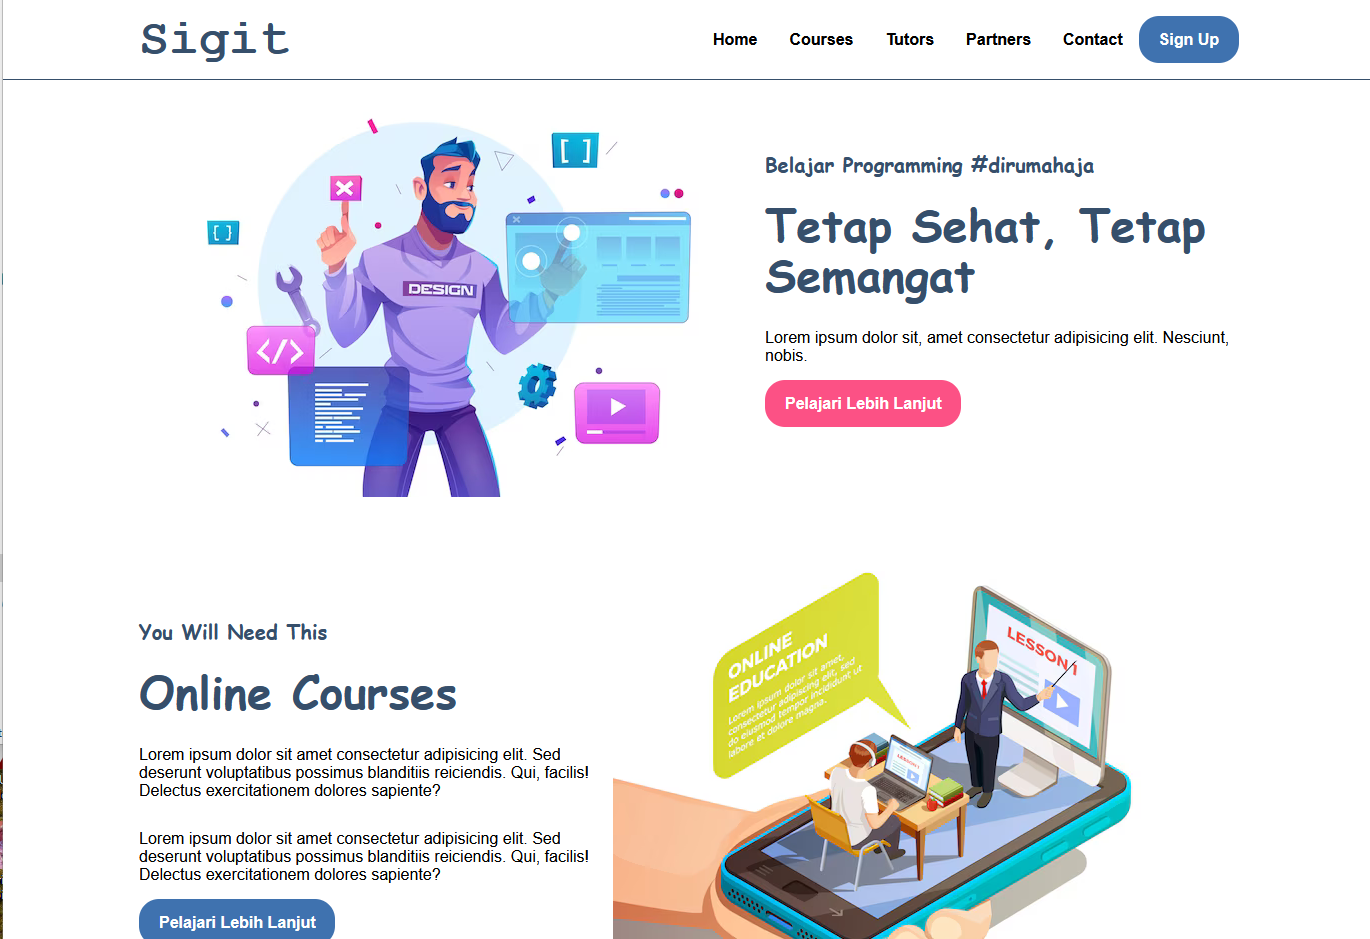 Sigit
Home Courses Tutors Partners Contact Sign Up
[ ]
[ ]
DESIGN
</>
Belajar Programming #dirumahaja
Tetap Sehat, Tetap
Semangat
Lorem ipsum dolor sit, amet consectetur adipisicing elit. Nesciunt,
nobis.
Pelajari Lebih Lanjut
You Will Need This
Online Courses
Lorem ipsum dolor sit amet consectetur adipisicing elit. Sed
deserunt voluptatibus possimus blanditiis reiciendis. Qui, facilis!
Delectus exercitationem dolores sapiente?
Lorem ipsum dolor sit amet consectetur adipisicing elit. Sed
deserunt voluptatibus possimus blanditiis reiciendis. Qui, facilis!
Delectus exercitationem dolores sapiente?
Pelajari Lebih Lanjut
ONLINE
EDUCATION
Lorem ipsum dolor sit amet,
consectetur adipiscing elit, sed
do eiusmod tempor incididunt ut
labore et dolore magna.
LESSON 1
LESSON 1